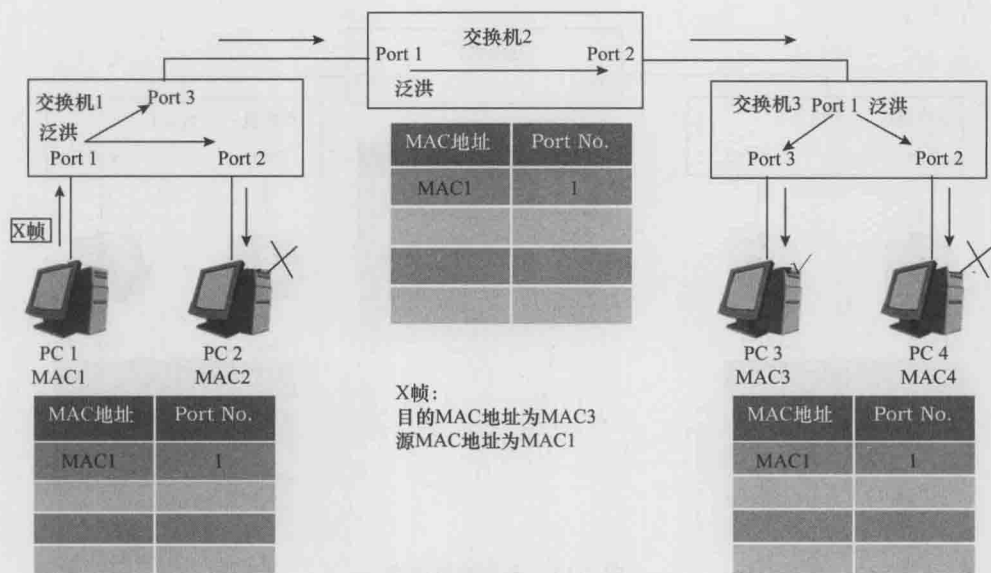 交换机2
Port 1
Port 2
泛洪
交换机1
Port 3
泛洪
Port 1
Port 2
交换机3
Port 1
泛洪
Port 3
Port 2
MAC地址 Port No.
MAC1 1
X帧
PC 1
MAC1
PC 2
MAC2
PC 3
MAC3
PC 4
MAC4
X帧:
目的MAC地址为MAC3
源MAC地址为MAC1
MAC地址 Port No.
MAC1 1
MAC地址 Port No.
MAC1 1